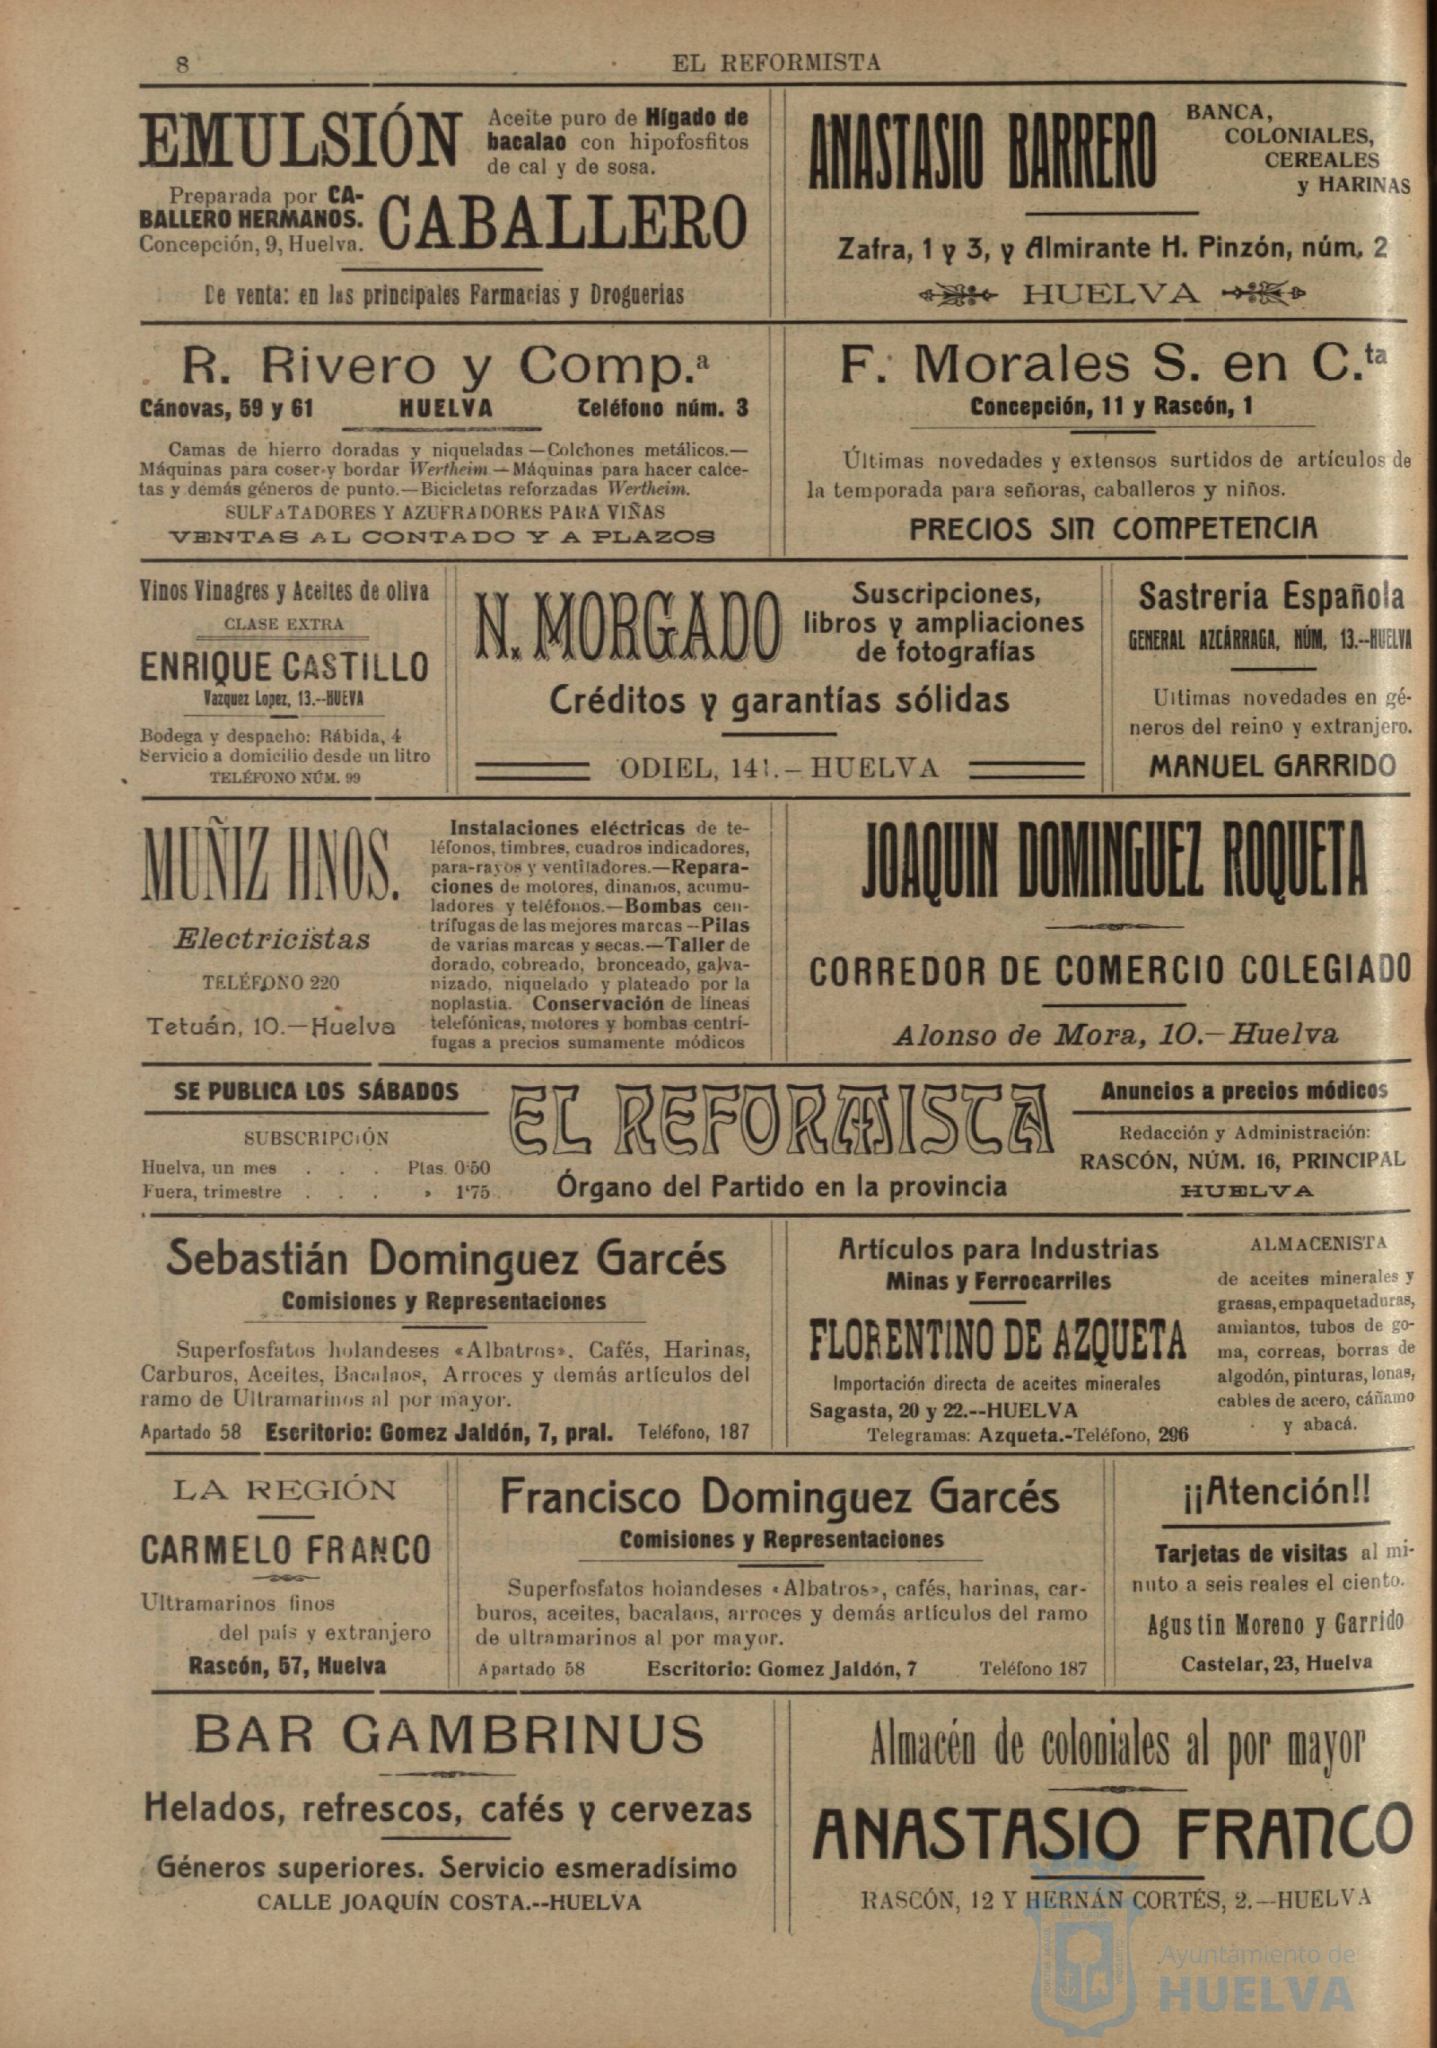 8
EL REFORMISTA
EMULSIÓN
Aceite puro de Hígado de
bacalao con hipofosfitos
de cal y de sosa.
Preparada por CA-
BALLERO HERMANOS.
Concepción, 9, Huelva.
CABALLERO
De venta: en las principales Farmacias y Droguerias
ANASTASIO BARRERO
BANCA,
COLONIALES,
CEREALES
y HARINAS
Zafra, 1 y 3, y Almirante H. Pinzón, núm. 2
HUELVA
R. Rivero y Comp.ª
Cánovas, 59 y 61 HUELVA Teléfono núm. 3
Camas de hierro doradas y niqueladas—Colchones metálicos.—
Máquinas para coser y bordar Wertheim—Máquinas para hacer calce-
tas y demás géneros de punto.—Bicicletas reforzadas Wertheim.
SULFATADORES Y AZUFRADORES PARA VIÑAS
VENTAS AL CONTADO Y A PLAZOS
F. Morales S. en C.ta
Concepción, 11 y Rascón, 1
Últimas novedades y extensos surtidos de artículos de
la temporada para señoras, caballeros y niños.
PRECIOS SIN COMPETENCIA
Vinos Vinagres y Aceites de oliva
CLASE EXTRA
ENRIQUE CASTILLO
Vazquez Lopez, 13.--HUEVA
Bodega y despacho: Rábida, 4
Servicio a domicilio desde un litro
TELÉFONO NÚM. 99
N. MORGADO
Suscripciones,
libros y ampliaciones
de fotografías
Créditos y garantías sólidas
ODIEL, 141.—HUELVA
Sastrería Española
GENERAL AZCÁRRAGA, NÚM, 13.--HUELVA
Ultimas novedades en gé-
neros del reino y extranjero.
MANUEL GARRIDO
MUÑIZ HNOS.
Electricistas
TELÉFONO 220
Tetuán, 10.—Huelva
Instalaciones eléctricas de te-
léfonos, timbres, cuadros indicadores,
para-rayos y ventiladores.—Repara-
ciones de motores, dinamos, acumu-
ladores y teléfonos.—Bombas cen-
trífugas de las mejores marcas—Pilas
de varias marcas y secas.—Taller de
dorado, cobreado, bronceado, galva-
nizado, niquelado y plateado por la
noplastia. Conservación de líneas
telefónicas, motores y bombas centrí-
fugas a precios sumamente módicos
JOAQUIN DOMINGUEZ ROQUETA
CORREDOR DE COMERCIO COLEGIADO
Alonso de Mora, 10.—Huelva
SE PUBLICA LOS SÁBADOS
SUBSCRIPCIÓN
Huelva, un mes . . . Ptas. 0'50
Fuera, trimestre . . . » 1'75
EL REFORMISTA
Órgano del Partido en la provincia
Anuncios a precios módicos
Redacción y Administración:
RASCÓN, NÚM. 16, PRINCIPAL
HUELVA
Sebastián Dominguez Garcés
Comisiones y Representaciones
Superfosfatos holandeses «Albatros», Cafés, Harinas,
Carburos, Aceites, Bacalaos, Arroces y demás artículos del
ramo de Ultramarinos al por mayor.
Apartado 58 Escritorio: Gomez Jaldón, 7, pral. Teléfono, 187
Artículos para Industrias
Minas y Ferrocarriles
FLORENTINO DE AZQUETA
Importación directa de aceites minerales
Sagasta, 20 y 22.--HUELVA
Telegramas: Azqueta.-Teléfono, 296
ALMACENISTA
de aceites minerales y
grasas, empaquetaduras,
amiantos, tubos de go-
ma, correas, borras de
algodón, pinturas, lonas,
cables de acero, cáñamo
y abacá.
LA REGIÓN
CARMELO FRANCO
Ultramarinos finos
del país y extranjero
Rascón, 57, Huelva
Francisco Dominguez Garcés
Comisiones y Representaciones
Superfosfatos holandeses «Albatros», cafés, harinas, car-
buros, aceites, bacalaos, arroces y demás artículos del ramo
de ultramarinos al por mayor.
Apartado 58 Escritorio: Gomez Jaldón, 7 Teléfono 187
¡¡Atención!!
Tarjetas de visitas al mi-
nuto a seis reales el ciento.
Agustin Moreno y Garrido
Castelar, 23, Huelva
BAR GAMBRINUS
Helados, refrescos, cafés y cervezas
Géneros superiores. Servicio esmeradísimo
CALLE JOAQUÍN COSTA.--HUELVA
Almacén de coloniales al por mayor
ANASTASIO FRANCO
RASCÓN, 12 Y HERNÁN CORTÉS, 2.—HUELVA
Ayuntamiento de
HUELVA